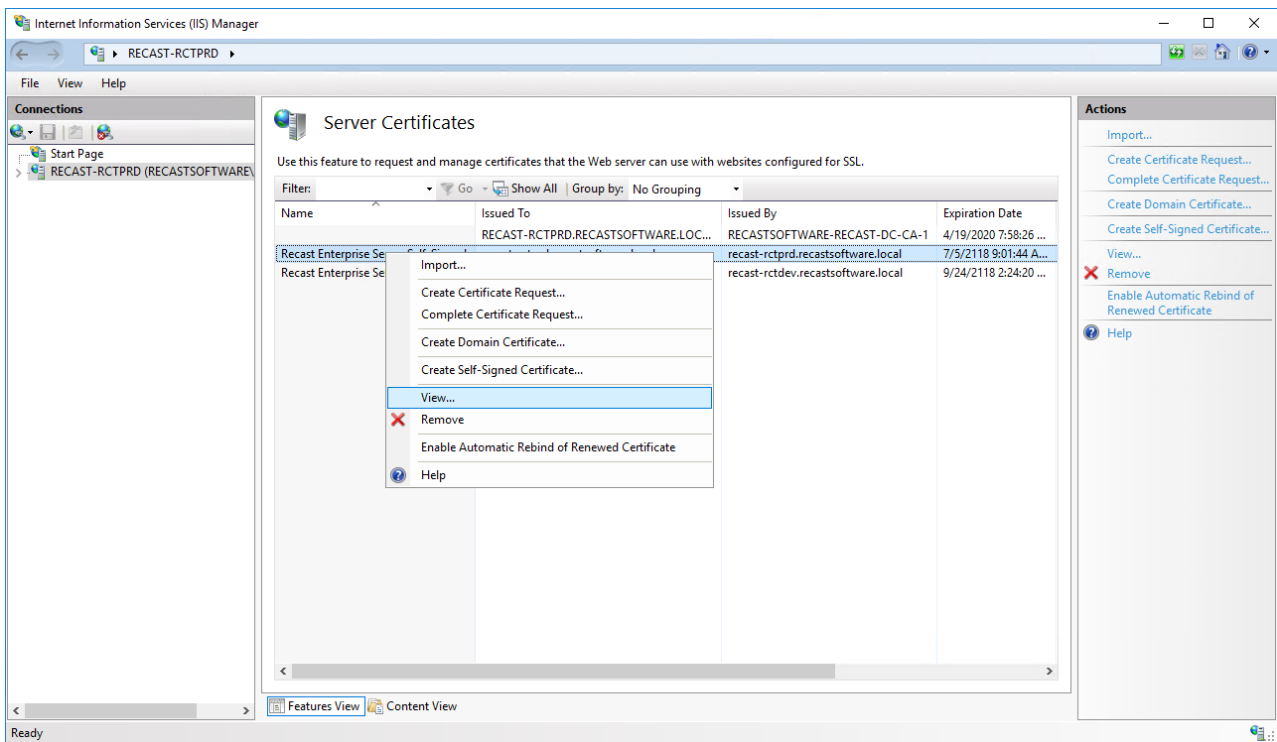 Internet Information Services (IIS) Manager
RECAST-RCTPRD
File View Help
Connections
Start Page
RECAST-RCTPRD (RECASTSOFTWARE\
Server Certificates
Use this feature to request and manage certificates that the Web server can use with websites configured for SSL.
Filter: Go Show All Group by: No Grouping
Name Issued To Issued By Expiration Date
RECAST-RCTPRD.RECASTSOFTWARE.LOC... RECASTSOFTWARE-RECAST-DC-CA-1 4/19/2020 7:58:26 ...
Recast Enterprise Se recast-rctprd.recastsoftware.local 7/5/2118 9:01:44 A...
Recast Enterprise Se recast-rctdev.recastsoftware.local 9/24/2118 2:24:20 ...
Import...
Create Certificate Request...
Complete Certificate Request...
Create Domain Certificate...
Create Self-Signed Certificate...
View...
Remove
Enable Automatic Rebind of Renewed Certificate
Help
Features View Content View
Actions
Import...
Create Certificate Request...
Complete Certificate Request...
Create Domain Certificate...
Create Self-Signed Certificate...
View...
Remove
Enable Automatic Rebind of
Renewed Certificate
Help
Ready